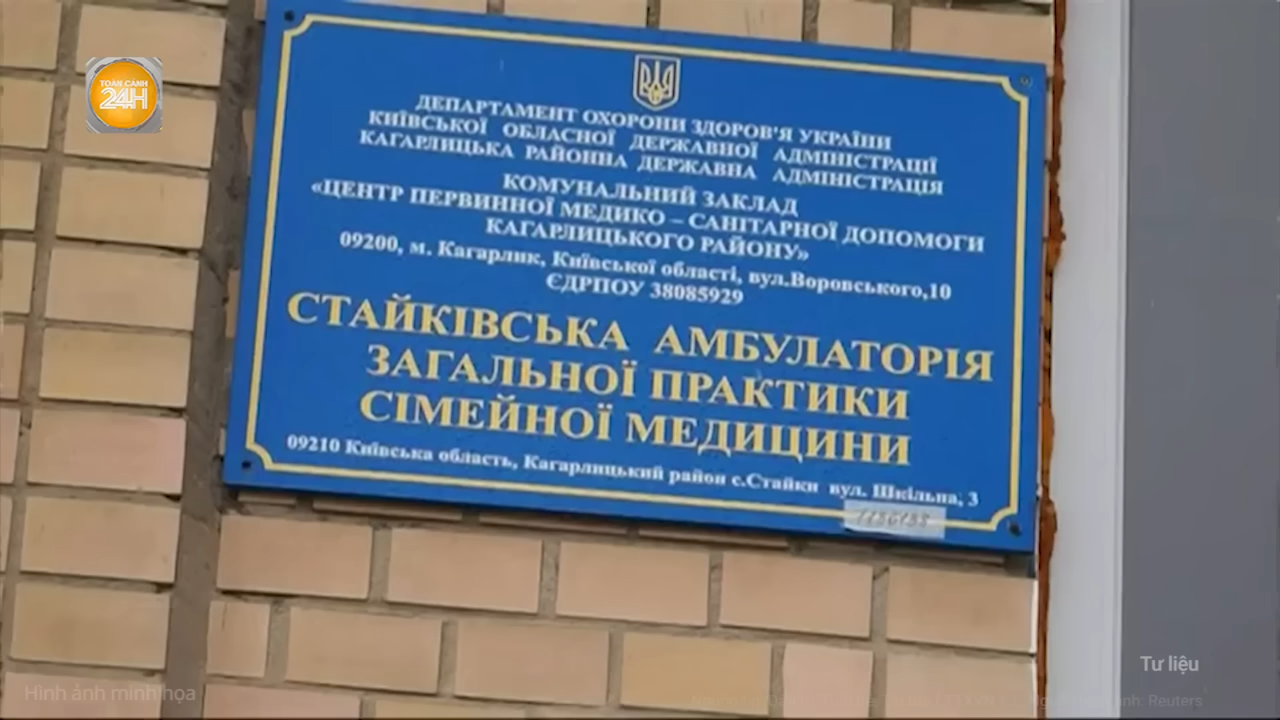 TOÀN CẢNH
24H
ДЕПАРТАМЕНТ ОХОРОНИ ЗДОРОВ'Я УКРАЇНИ
КИЇВСЬКОЇ ОБЛАСНОЇ ДЕРЖАВНОЇ АДМІНІСТРАЦІЇ
КАГАРЛИЦЬКА РАЙОННА ДЕРЖАВНА АДМІНІСТРАЦІЯ
КОМУНАЛЬНИЙ ЗАКЛАД
«ЦЕНТР ПЕРВИННОЇ МЕДИКО – САНІТАРНОЇ ДОПОМОГИ
КАГАРЛИЦЬКОГО РАЙОНУ»
09200, м. Кагарлик, Київської області, вул.Воровського,10
ЄДРПОУ 38085929
СТАЙКІВСЬКА АМБУЛАТОРІЯ
ЗАГАЛЬНОЇ ПРАКТИКИ
СІМЕЙНОЇ МЕДИЦИНИ
09210 Київська область, Кагарлицький район с.Стайки вул. Шкільна, 3
Tư liệu
Hình ảnh minh họa
Reuters